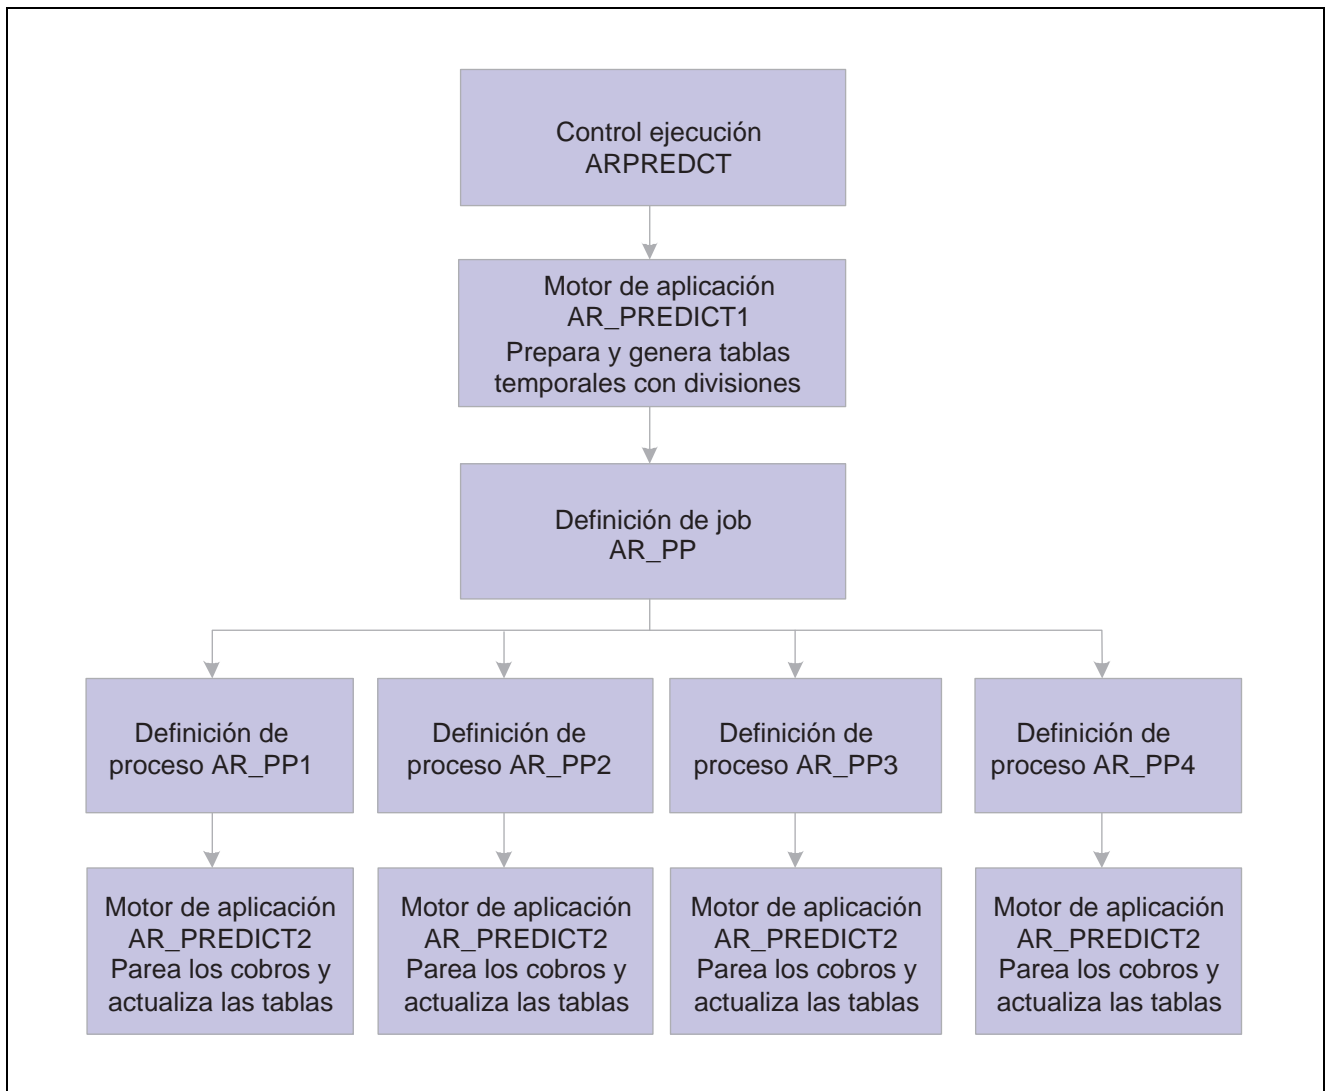 Control ejecución
ARPREDCT
Motor de aplicación
AR_PREDICT1
Prepara y genera tablas
temporales con divisiones
Definición de job
AR_PP
Definición de
proceso AR_PP1
Definición de
proceso AR_PP2
Definición de
proceso AR_PP3
Definición de
proceso AR_PP4
Motor de aplicación
AR_PREDICT2
Parea los cobros y
actualiza las tablas
Motor de aplicación
AR_PREDICT2
Parea los cobros y
actualiza las tablas
Motor de aplicación
AR_PREDICT2
Parea los cobros y
actualiza las tablas
Motor de aplicación
AR_PREDICT2
Parea los cobros y
actualiza las tablas